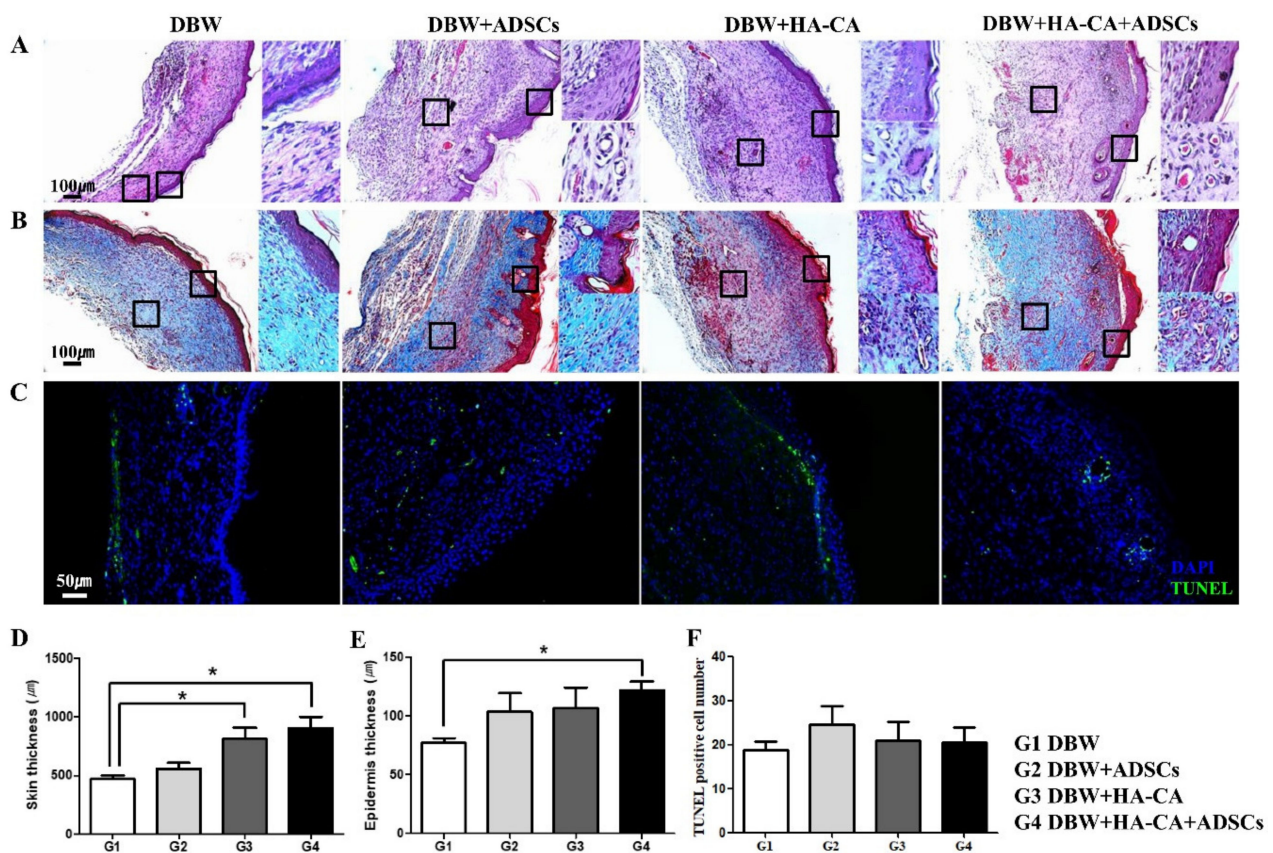 DBW DBW+ADSCs DBW+HA-CA DBW+HA-CA+ADSCs
A
100㎛
B
100㎛
C
50㎛
DAPI
TUNEL
D
Skin thickness (㎛)
1500
1000
500
0
G1 G2 G3 G4
* *
E
Epidermis thickness (㎛)
150
100
50
0
G1 G2 G3 G4
*
F
TUNEL positive cell number
40
30
20
10
0
G1 G2 G3 G4
G1 DBW
G2 DBW+ADSCs
G3 DBW+HA-CA
G4 DBW+HA-CA+ADSCs